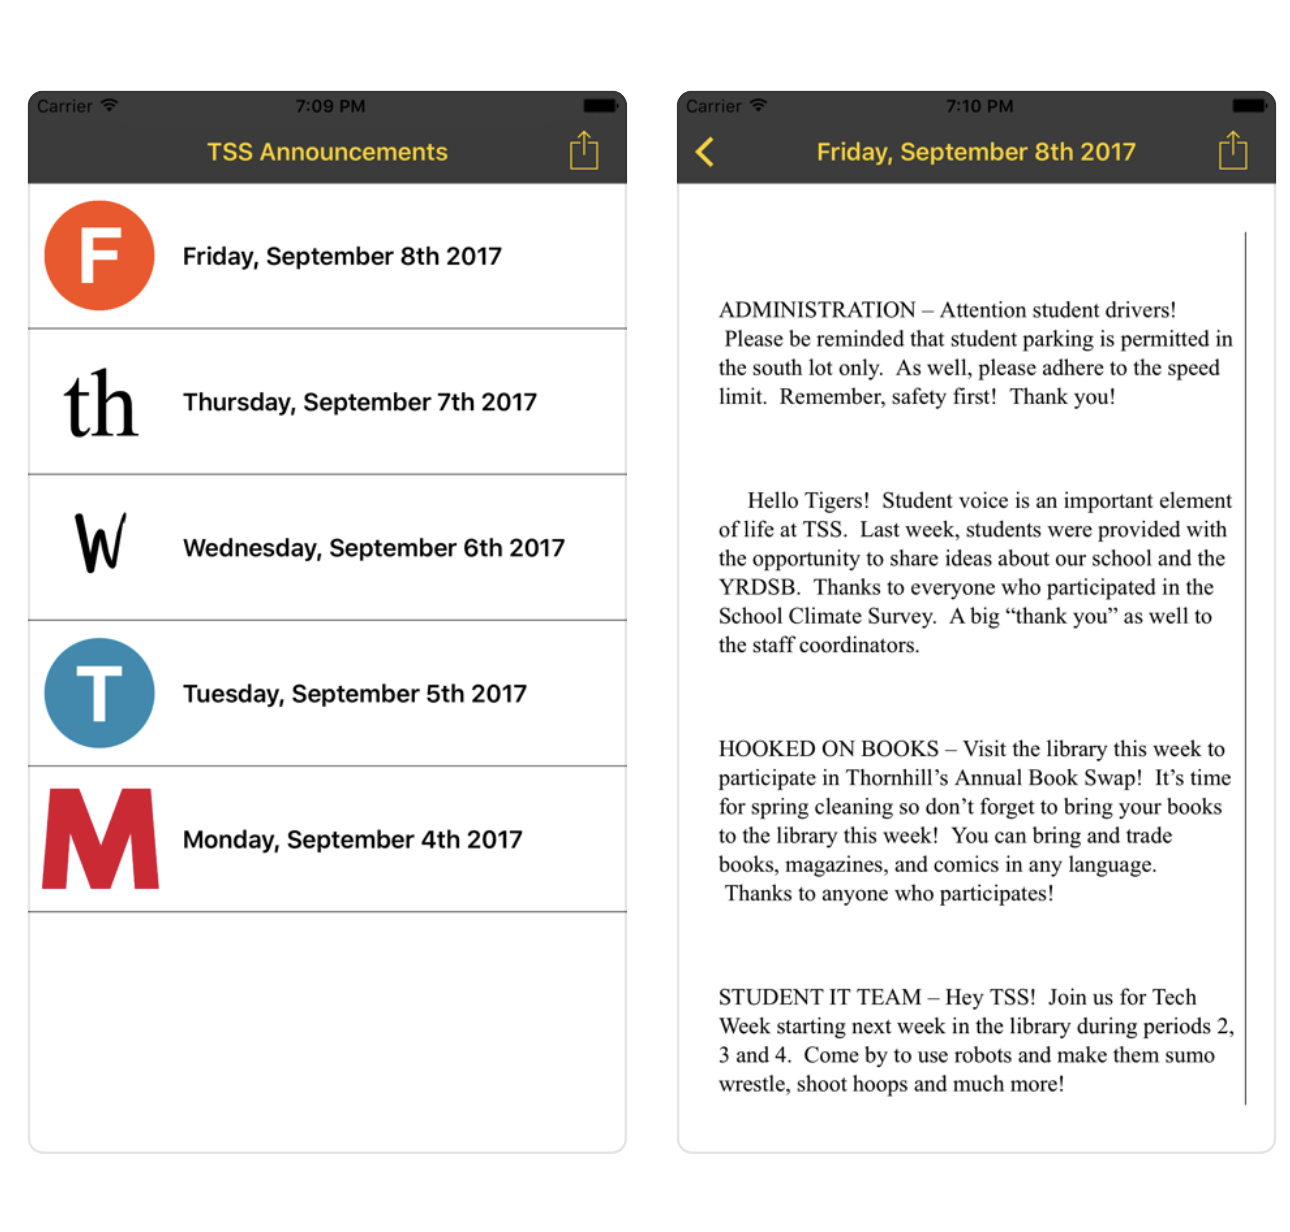 Carrier 7:09 PM
TSS Announcements
F Friday, September 8th 2017
th Thursday, September 7th 2017
W Wednesday, September 6th 2017
T Tuesday, September 5th 2017
M Monday, September 4th 2017
Carrier 7:10 PM
Friday, September 8th 2017
ADMINISTRATION – Attention student drivers!
Please be reminded that student parking is permitted in
the south lot only. As well, please adhere to the speed
limit. Remember, safety first! Thank you!
Hello Tigers! Student voice is an important element
of life at TSS. Last week, students were provided with
the opportunity to share ideas about our school and the
YRDSB. Thanks to everyone who participated in the
School Climate Survey. A big “thank you” as well to
the staff coordinators.
HOOKED ON BOOKS – Visit the library this week to
participate in Thornhill’s Annual Book Swap! It’s time
for spring cleaning so don’t forget to bring your books
to the library this week! You can bring and trade
books, magazines, and comics in any language.
Thanks to anyone who participates!
STUDENT IT TEAM – Hey TSS! Join us for Tech
Week starting next week in the library during periods 2,
3 and 4. Come by to use robots and make them sumo
wrestle, shoot hoops and much more!